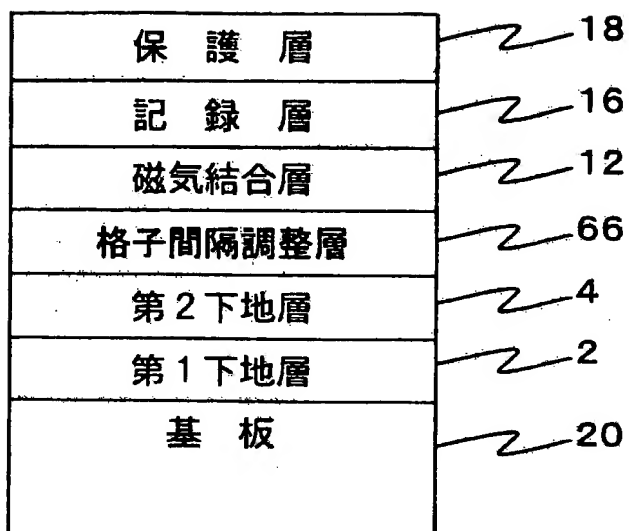 保護層 18
記録層 16
磁気結合層 12
格子間隔調整層 66
第2下地層 4
第1下地層 2
基板 20